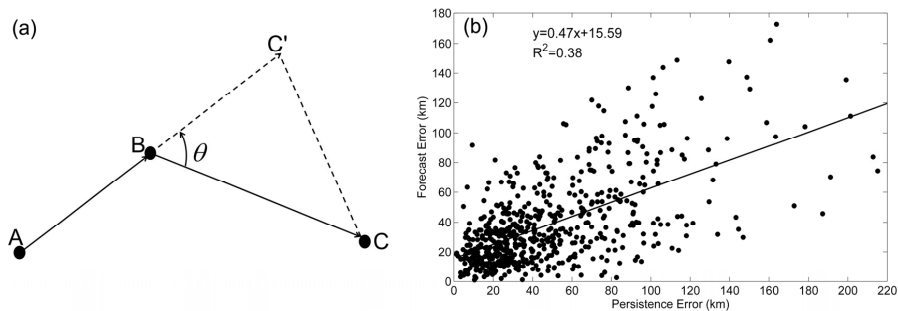 (a)
A
B
C'
θ
C
(b)
y=0.47x+15.59
R²=0.38
Forecast Error (km)
180
160
140
120
100
80
60
40
20
0
0 20 40 60 80 100 120 140 160 180 200 220
Persistence Error (km)